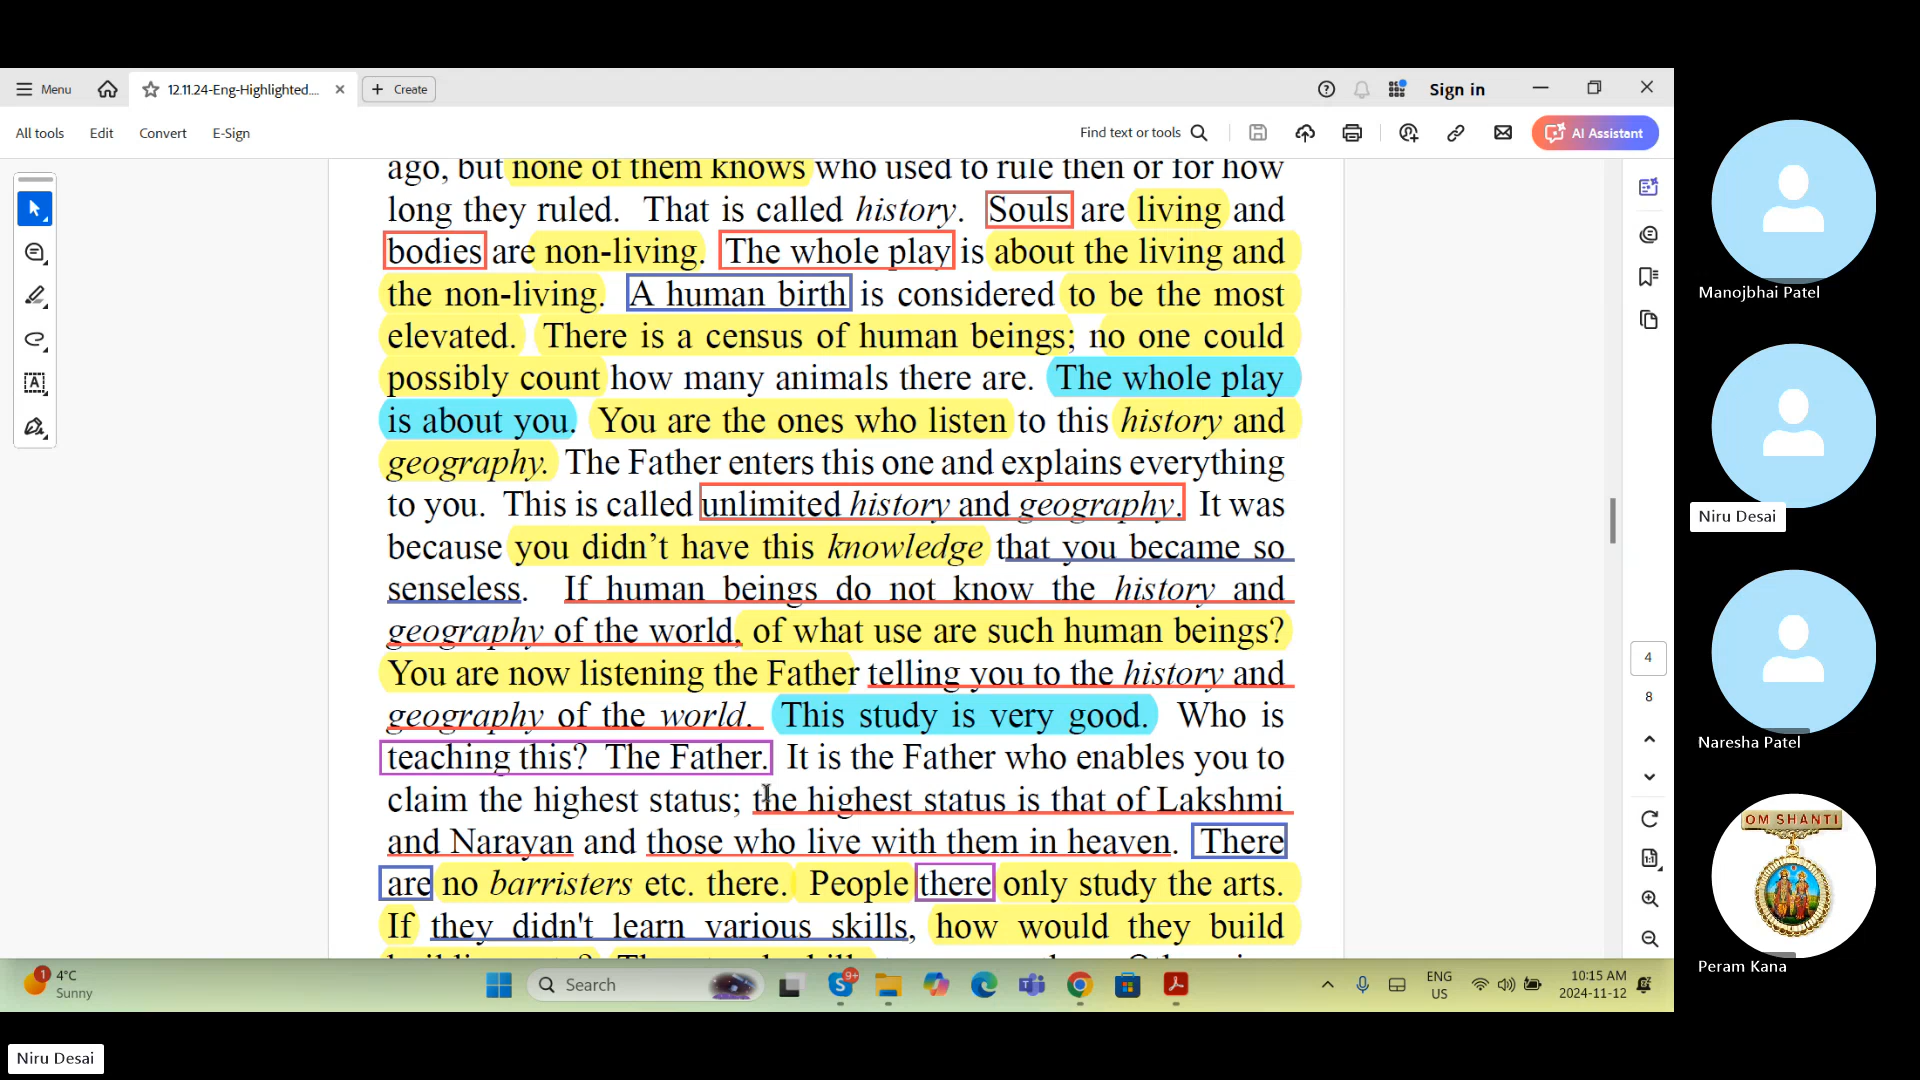 Menu
12.11.24-Eng-Highlighted....
Create
Sign in
All tools
Edit
Convert
E-Sign
Find text or tools
AI Assistant
ago, but none of them knows who used to rule then or for how
long they ruled. That is called history. Souls are living and
bodies are non-living. The whole play is about the living and
the non-living. A human birth is considered to be the most
elevated. There is a census of human beings; no one could
possibly count how many animals there are. The whole play
is about you. You are the ones who listen to this history and
geography. The Father enters this one and explains everything
to you. This is called unlimited history and geography. It was
because you didn't have this knowledge that you became so
senseless. If human beings do not know the history and
geography of the world, of what use are such human beings?
You are now listening the Father telling you to the history and
geography of the world. This study is very good. Who is
teaching this? The Father. It is the Father who enables you to
claim the highest status; the highest status is that of Lakshmi
and Narayan and those who live with them in heaven. There
are no barristers etc. there. People there only study the arts.
If they didn't learn various skills, how would they build
4
8
Manojbhai Patel
Niru Desai
Naresha Patel
OM SHANTI
Peram Kana
1
4°C
Sunny
Search
9+
ENG
US
10:15 AM
2024-11-12
Niru Desai